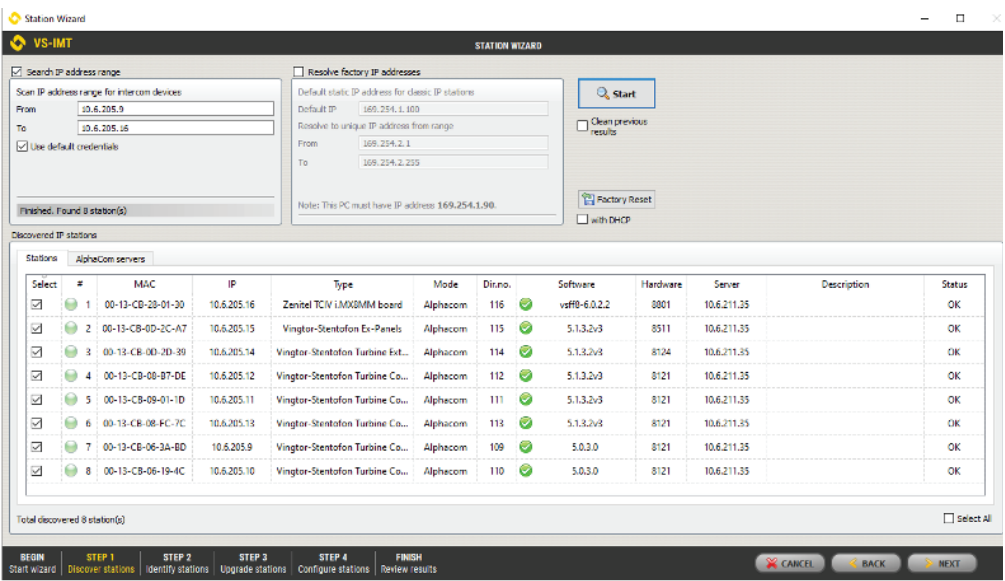 Station Wizard
VS-IMT
STATION WIZARD
Search IP address range
Scan IP address range for intercom devices
From 10.6.205.9
To 10.6.205.16
Use default credentials
Finished. Found 8 station(s)
Resolve factory IP addresses
Default static IP address for classic IP stations
Default IP 169.254.1.100
Resolve to unique IP address from range
From 169.254.2.1
To 169.254.2.255
Note: This PC must have IP address 169.254.1.90.
Start
Clean previous
results
Factory Reset
with DHCP
Discovered IP stations
Stations AlphaCom servers
Select # MAC IP Type Mode Dir.no. Software Hardware Server Description Status
1 00-13-CB-28-01-30 10.6.205.16 Zenitel TCIV i.MX8MM board Alphacom 116 vsff8-6.0.2.2 8801 10.6.211.35 OK
2 00-13-CB-0D-2C-A7 10.6.205.15 Vingtor-Stentofon Ex-Panels Alphacom 115 5.1.3.2v3 8511 10.6.211.35 OK
3 00-13-CB-0D-2D-39 10.6.205.14 Vingtor-Stentofon Turbine Ext... Alphacom 114 5.1.3.2v3 8124 10.6.211.35 OK
4 00-13-CB-08-B7-DE 10.6.205.12 Vingtor-Stentofon Turbine Co... Alphacom 112 5.1.3.2v3 8121 10.6.211.35 OK
5 00-13-CB-09-01-1D 10.6.205.11 Vingtor-Stentofon Turbine Co... Alphacom 111 5.1.3.2v3 8121 10.6.211.35 OK
6 00-13-CB-08-FC-7C 10.6.205.13 Vingtor-Stentofon Turbine Co... Alphacom 113 5.1.3.2v3 8121 10.6.211.35 OK
7 00-13-CB-06-3A-BD 10.6.205.9 Vingtor-Stentofon Turbine Co... Alphacom 109 5.0.3.0 8121 10.6.211.35 OK
8 00-13-CB-06-19-4C 10.6.205.10 Vingtor-Stentofon Turbine Co... Alphacom 110 5.0.3.0 8121 10.6.211.35 OK
Total discovered 8 station(s)
Select All
BEGIN STEP 1 STEP 2 STEP 3 STEP 4 FINISH
Start wizard Discover stations Identify stations Upgrade stations Configure stations Review results
CANCEL BACK NEXT